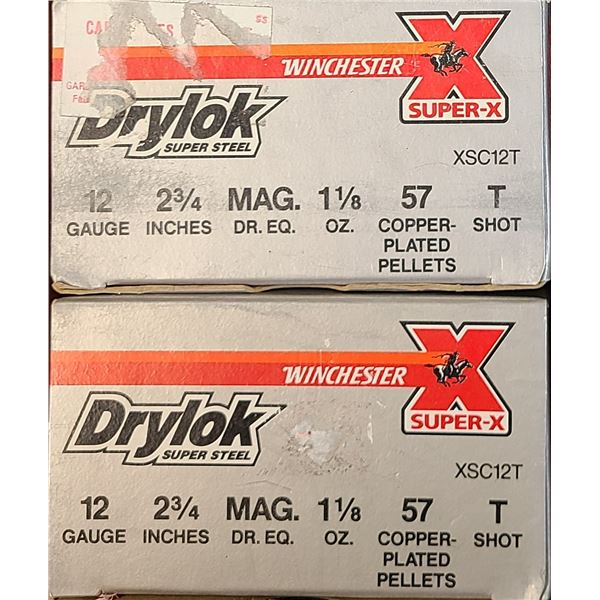 55
WINCHESTER
X
SUPER-X
Drylok
SUPER STEEL
XSC12T
12 2¾ MAG. 1⅛ 57 T
GAUGE INCHES DR. EQ. OZ. COPPER- SHOT
PLATED
PELLETS
WINCHESTER
X
SUPER-X
Drylok
SUPER STEEL
XSC12T
12 2¾ MAG. 1⅛ 57 T
GAUGE INCHES DR. EQ. OZ. COPPER- SHOT
PLATED
PELLETS